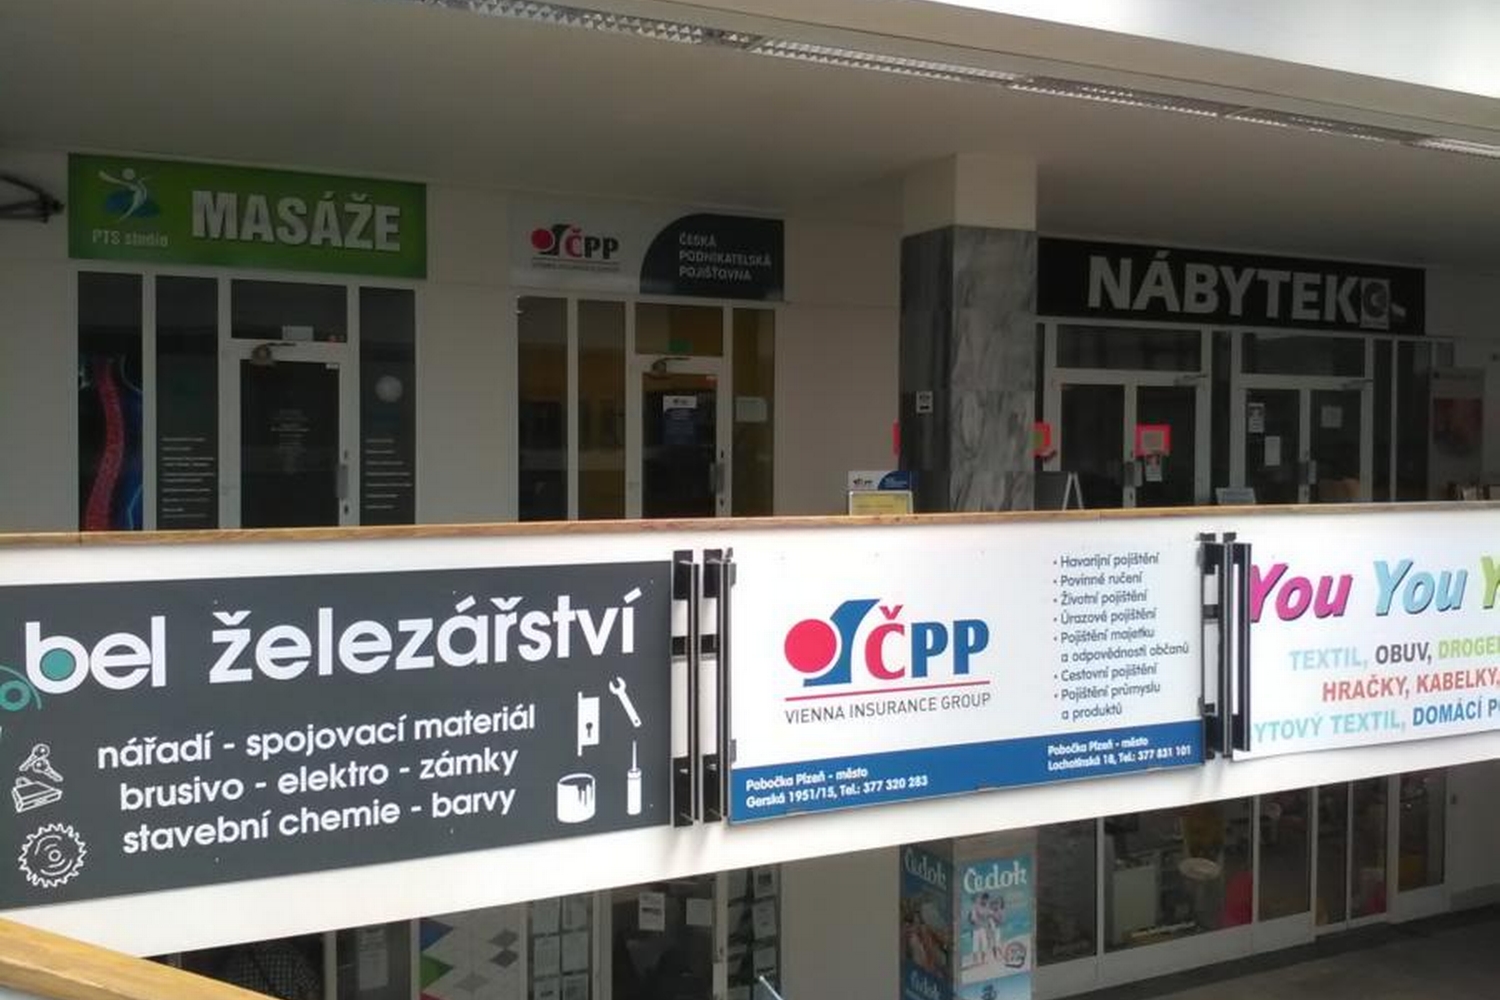 PTS studio
MASÁŽE
ČPP
ČESKÁ
PODNIKATELSKÁ
POJIŠŤOVNA
NÁBYTEK
ČPP
bel železářství
nářadí - spojovací materiál
brusivo - elektro - zámky
stavební chemie - barvy
ČPP
VIENNA INSURANCE GROUP
• Havarijní pojištění
• Povinné ručení
• Životní pojištění
• Úrazové pojištění
• Pojištění majetku
a odpovědnosti občanů
• Cestovní pojištění
• Pojištění průmyslu
a produktů
Pobočka Plzeň - město
Gerská 1951/15, Tel.: 377 320 283
Pobočka Plzeň - město
Lochotínská 18, Tel.: 377 831 101
You You Y
TEXTIL, OBUV, DROGE
HRAČKY, KABELKY,
YTOVÝ TEXTIL, DOMÁCÍ P
Čedok
Čedok